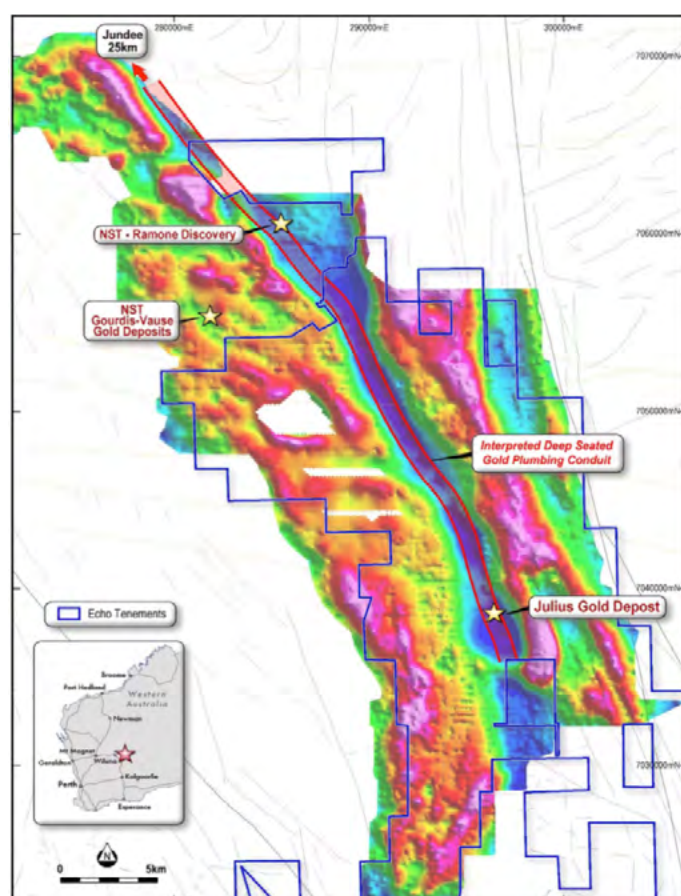 280000mE
290000mE
300000mE
Jundee
25km
7070000mN
NST - Ramone Discovery
7060000mN
NST
Gourdis-Vause
Gold Deposits
7050000mN
Interpreted Deep Seated
Gold Plumbing Conduit
7040000mN
Julius Gold Depost
Echo Tenements
Broome
Port Hedland
Western
Australia
Newman
Mt Magnet
Wiluna
Geraldton
Kalgoorlie
Perth
Esperance
7030000mN
N
0
5km